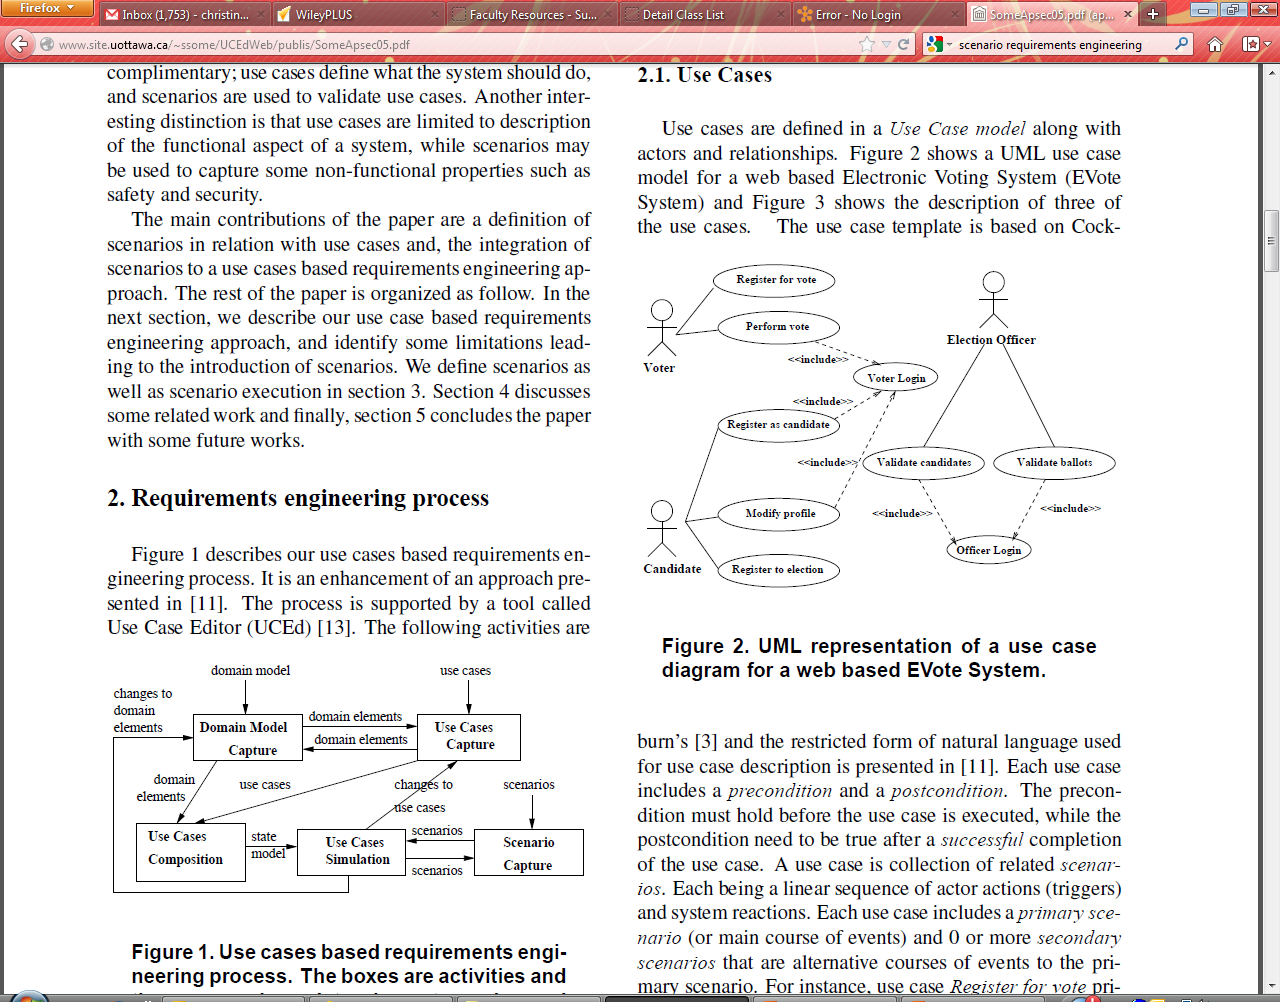 Firefox
Inbox (1,753) - christin...
WileyPLUS
Faculty Resources - Su...
Detail Class List
Error - No Login
SomeApsec05.pdf (ap...
www.site.uottawa.ca/~ssome/UCEdWeb/publis/SomeApsec05.pdf
scenario requirements engineering
complimentary; use cases define what the system should do,
and scenarios are used to validate use cases. Another inter-
esting distinction is that use cases are limited to description
of the functional aspect of a system, while scenarios may
be used to capture some non-functional properties such as
safety and security.
The main contributions of the paper are a definition of
scenarios in relation with use cases and, the integration of
scenarios to a use cases based requirements engineering ap-
proach. The rest of the paper is organized as follow. In the
next section, we describe our use case based requirements
engineering approach, and identify some limitations lead-
ing to the introduction of scenarios. We define scenarios as
well as scenario execution in section 3. Section 4 discusses
some related work and finally, section 5 concludes the paper
with some future works.
2. Requirements engineering process
Figure 1 describes our use cases based requirements en-
gineering process. It is an enhancement of an approach pre-
sented in [11]. The process is supported by a tool called
Use Case Editor (UCEd) [13]. The following activities are
domain model
use cases
changes to
domain
elements
Domain Model
Capture
domain elements
domain elements
Use Cases
Capture
domain
elements
use cases
changes to
use cases
scenarios
Use Cases
Composition
state
model
Use Cases
Simulation
scenarios
scenarios
Scenario
Capture
Figure 1. Use cases based requirements engi-
neering process. The boxes are activities and
2.1. Use Cases
Use cases are defined in a Use Case model along with
actors and relationships. Figure 2 shows a UML use case
model for a web based Electronic Voting System (EVote
System) and Figure 3 shows the description of three of
the use cases. The use case template is based on Cock-
Register for vote
Perform vote
Voter
<<include>>
Voter Login
Election Officer
<<include>>
Register as candidate
<<include>>
Validate candidates
Validate ballots
Modify profile
<<include>>
<<include>>
Officer Login
Candidate
Register to election
Figure 2. UML representation of a use case
diagram for a web based EVote System.
burn's [3] and the restricted form of natural language used
for use case description is presented in [11]. Each use case
includes a precondition and a postcondition. The precon-
dition must hold before the use case is executed, while the
postcondition need to be true after a successful completion
of the use case. A use case is collection of related scenar-
ios. Each being a linear sequence of actor actions (triggers)
and system reactions. Each use case includes a primary sce-
nario (or main course of events) and 0 or more secondary
scenarios that are alternative courses of events to the pri-
mary scenario. For instance, use case Register for vote pri-